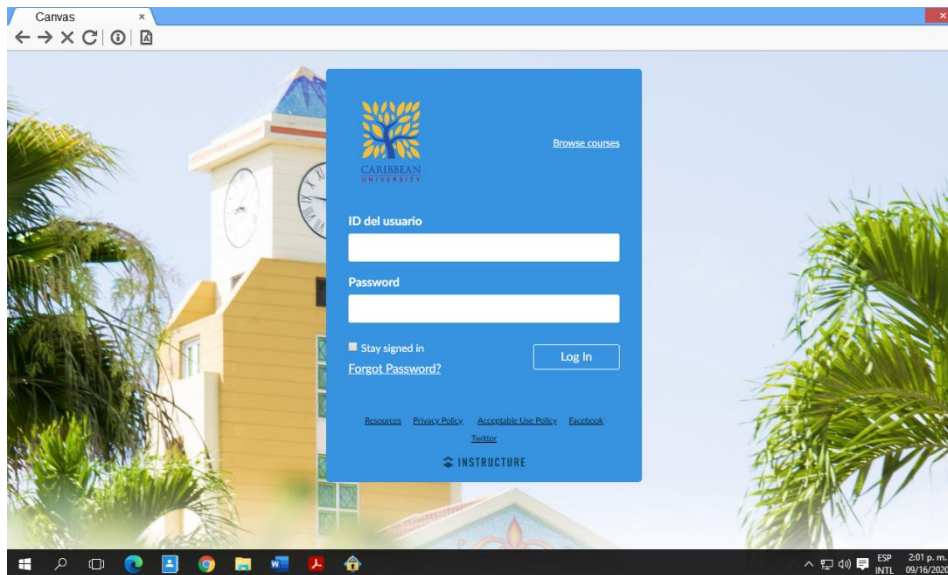 Canvas
Browse courses
CARIBBEAN
UNIVERSITY
ID del usuario
Password
Stay signed in
Log In
Forgot Password?
Resources Privacy Policy Acceptable Use Policy Facebook
Twitter
INSTRUCTURE
ESP 2:01 p. m.
INTL 09/16/2020